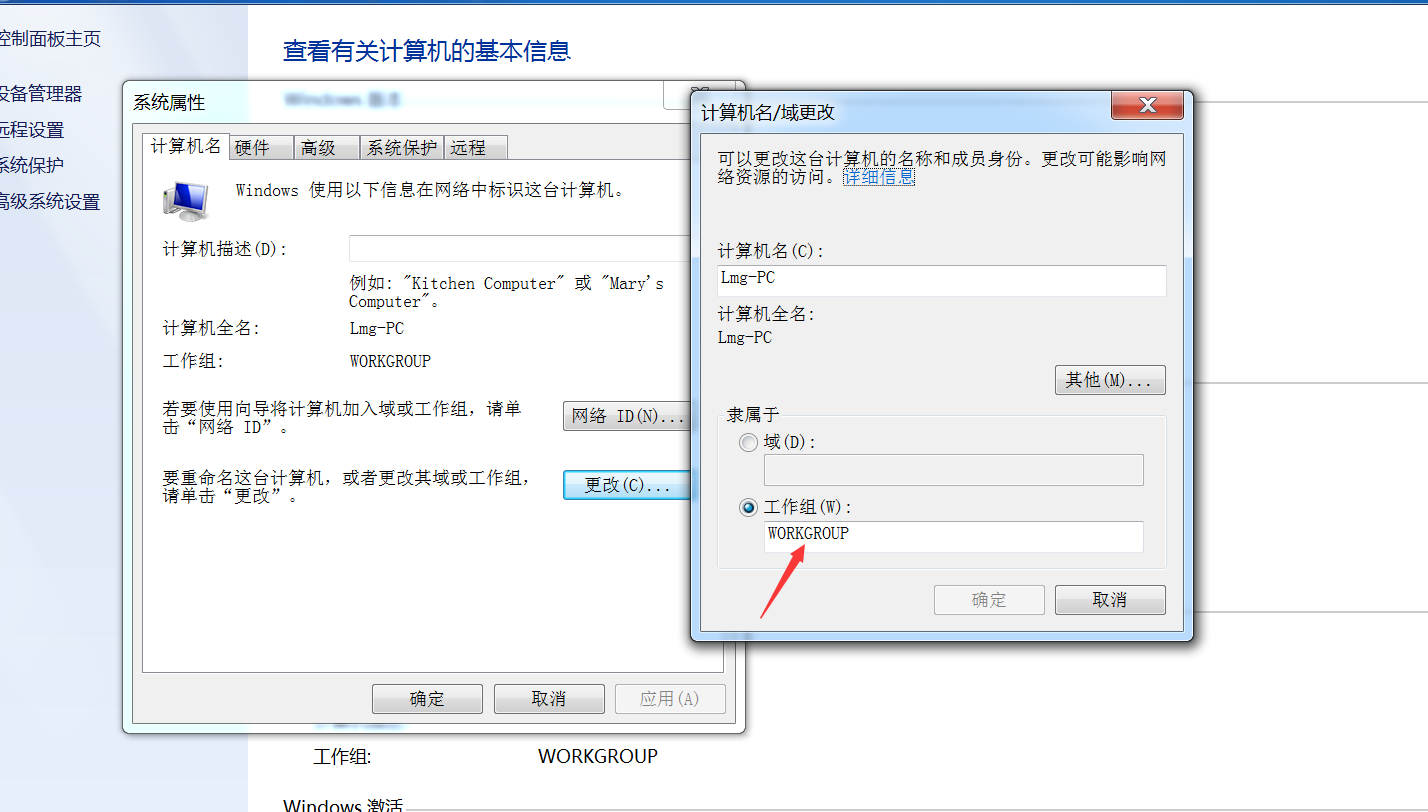 控制面板主页
设备管理器
远程设置
系统保护
高级系统设置
查看有关计算机的基本信息
系统属性
计算机名
硬件
高级
系统保护
远程
Windows 使用以下信息在网络中标识这台计算机。
计算机描述(D):
例如: "Kitchen Computer" 或 "Mary's
Computer"。
计算机全名:
Lmg-PC
工作组:
WORKGROUP
若要使用向导将计算机加入域或工作组，请单
击“网络 ID”。
网络 ID(N)...
要重命名这台计算机，或者更改其域或工作组，
请单击“更改”。
更改(C)...
确定
取消
应用(A)
计算机名/域更改
可以更改这台计算机的名称和成员身份。更改可能影响网
络资源的访问。详细信息
计算机名(C):
Lmg-PC
计算机全名:
Lmg-PC
其他(M)...
隶属于
域(D):
工作组(W):
WORKGROUP
确定
取消
工作组:
WORKGROUP
Windows 激活